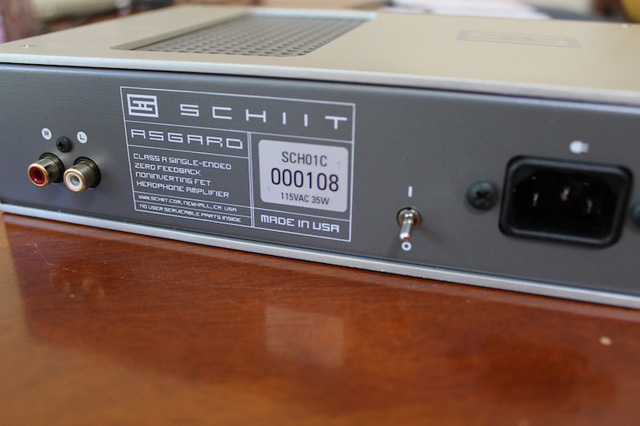 SCHIIT
ASGARD
CLASS A SINGLE-ENDED
ZERO FEEDBACK
NONINVERTING FET
HEADPHONE AMPLIFIER
WWW.SCHIIT.COM, NEWHALL, CA, USA
NO USER SERVICEABLE PARTS INSIDE
SCH01C
000108
115VAC 35W
MADE IN USA
R
L
I
O